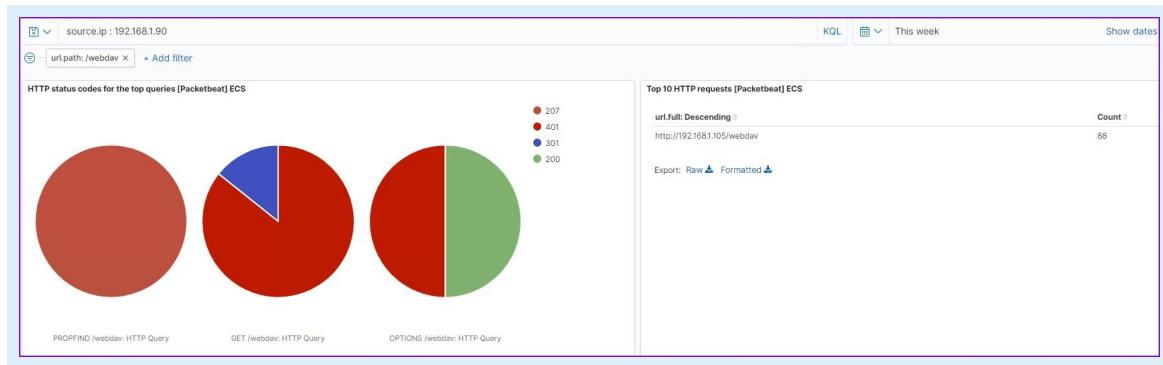 source.ip : 192.168.1.90
KQL
This week
Show dates
url.path: /webdav ×
+ Add filter
HTTP status codes for the top queries [Packetbeat] ECS
207
401
301
200
PROPFIND /webdav: HTTP Query
GET /webdav: HTTP Query
OPTIONS /webdav: HTTP Query
Top 10 HTTP requests [Packetbeat] ECS
url.full: Descending
Count
http://192.168.1.105/webdav
88
Export: Raw Formatted